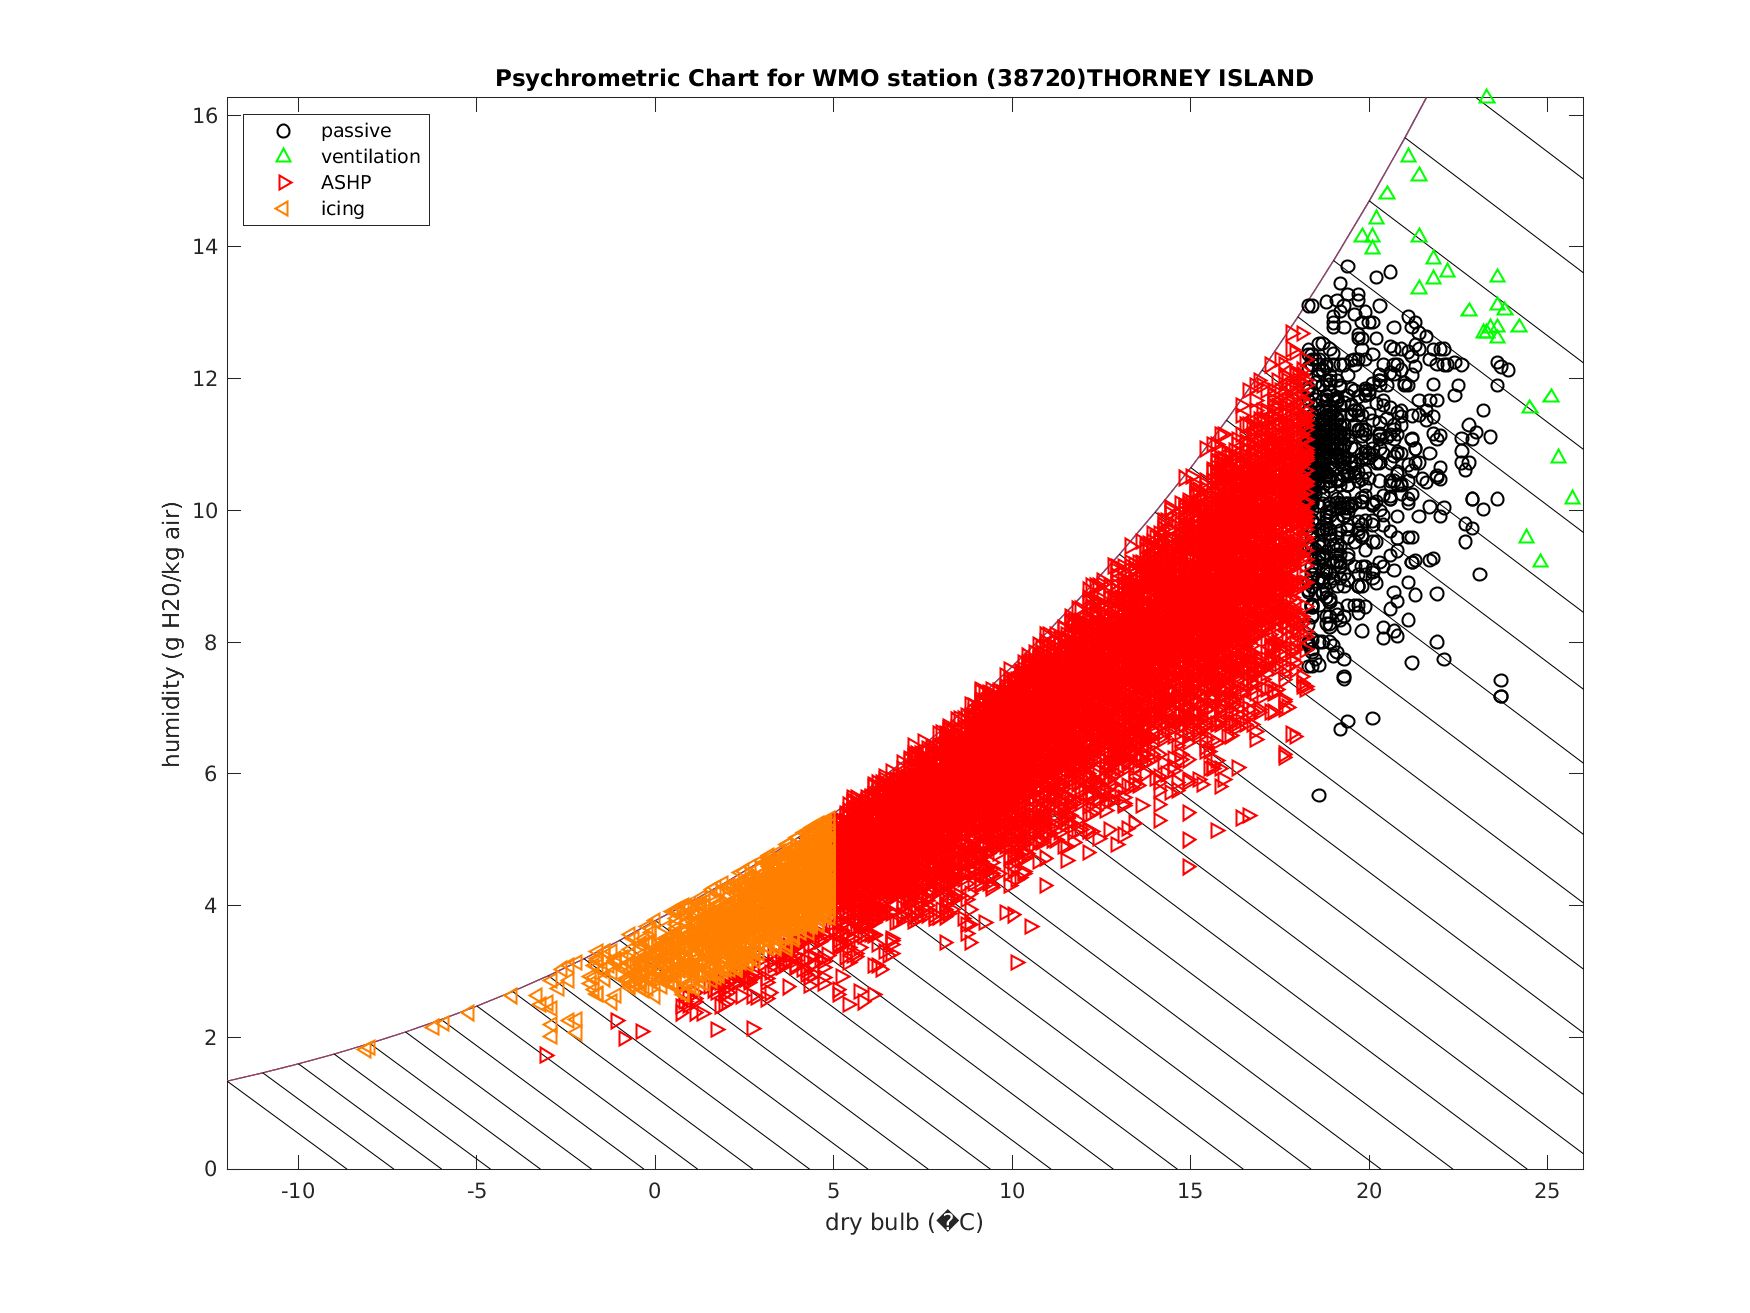 Psychrometric Chart for WMO station (38720)THORNEY ISLAND
passive
ventilation
ASHP
icing
humidity (g H20/kg air)
16
14
12
10
8
6
4
2
0
-10
-5
0
5
10
15
20
25
dry bulb (�C)